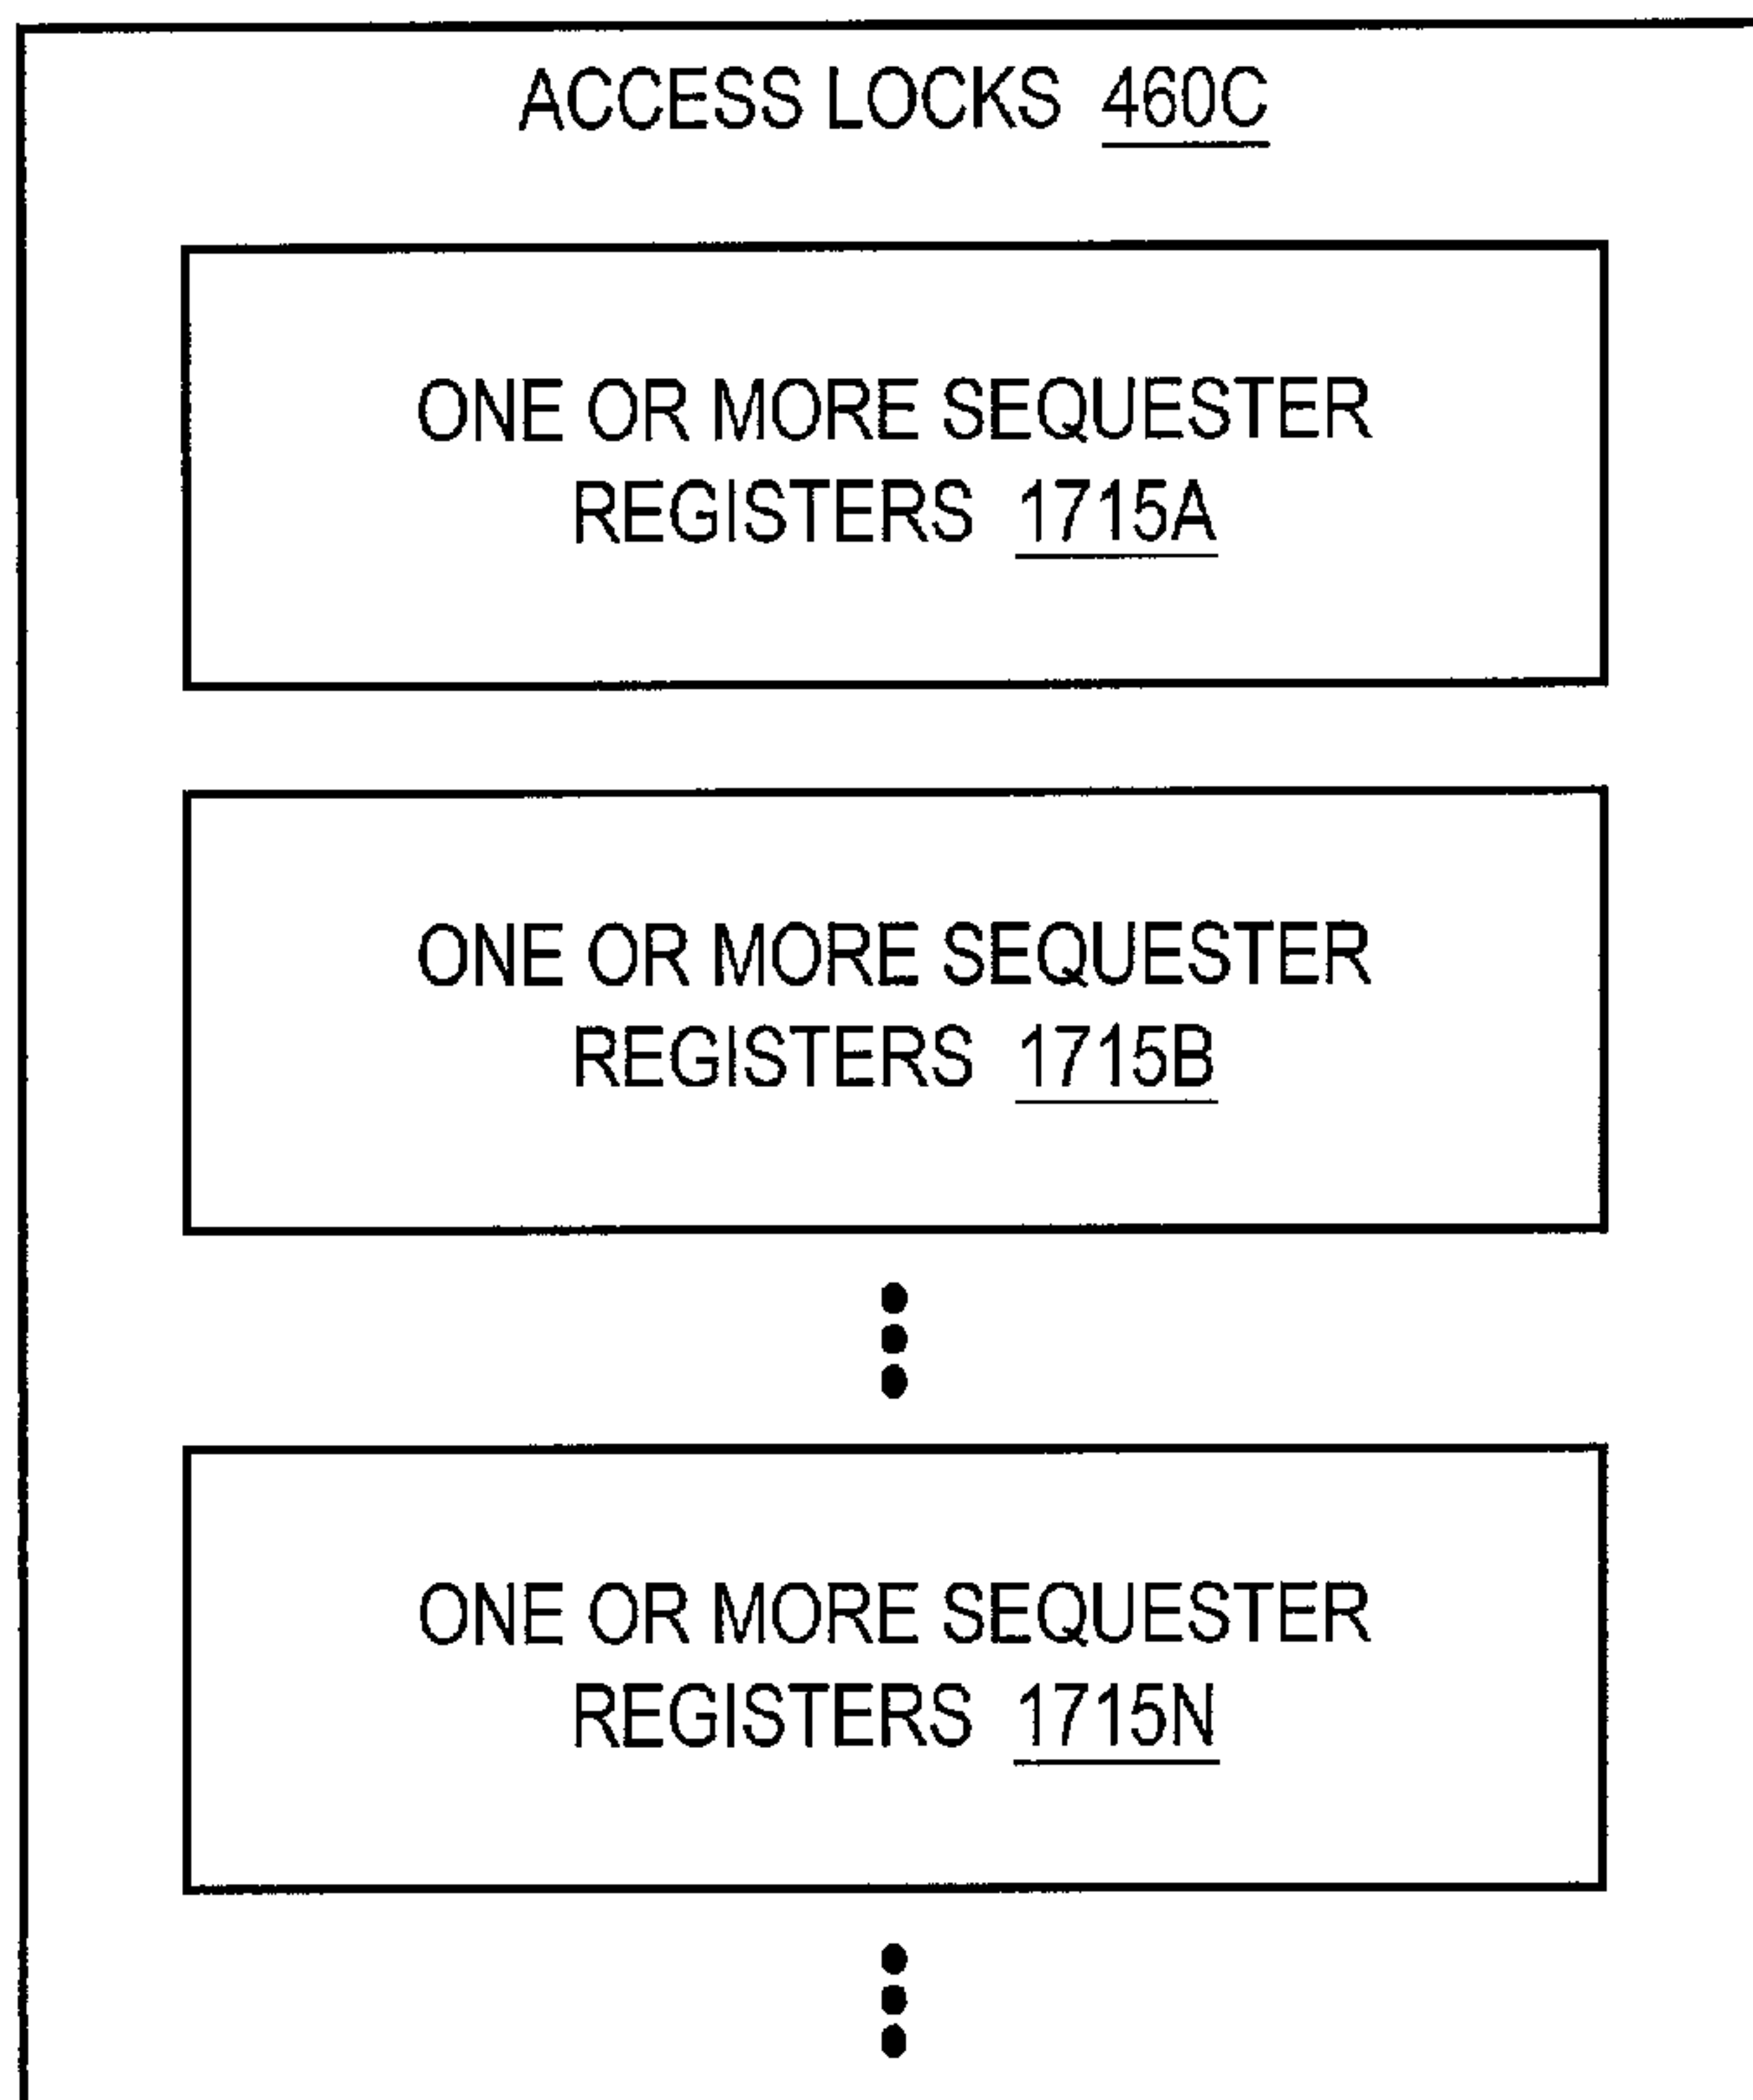 ACCESS LOCKS 460C
ONE OR MORE SEQUESTER
REGISTERS 1715A
ONE OR MORE SEQUESTER
REGISTERS 1715B
ONE OR MORE SEQUESTER
REGISTERS 1715N